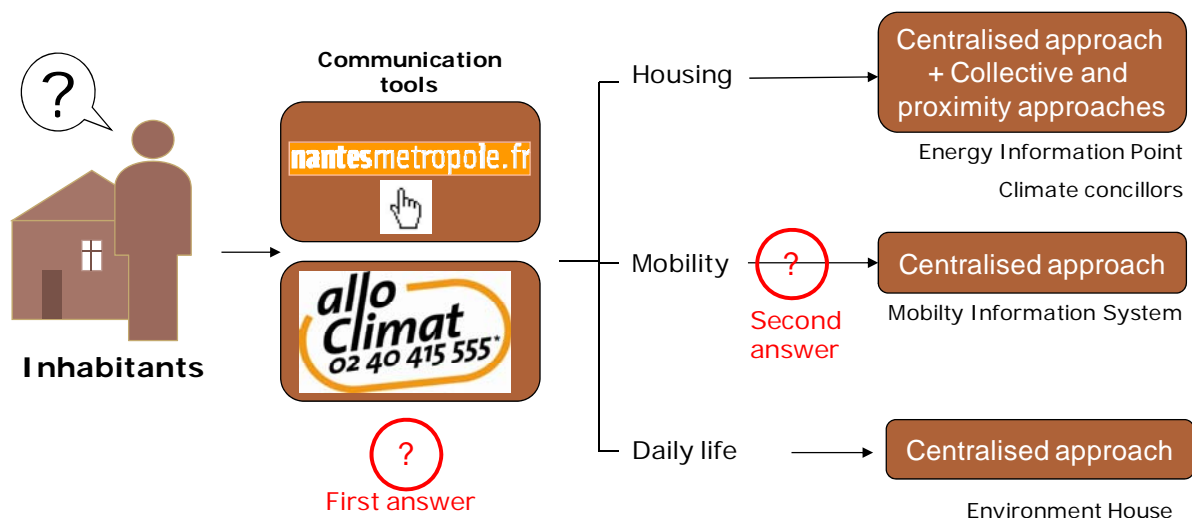 ?
Inhabitants
Communication
tools
nantesmetropole.fr
allo
climat
02 40 415 555*
?
First answer
Housing
Centralised approach
+ Collective and
proximity approaches
Energy Information Point
Climate concillors
Mobility
?
Second
answer
Centralised approach
Mobilty Information System
Daily life
Centralised approach
Environment House